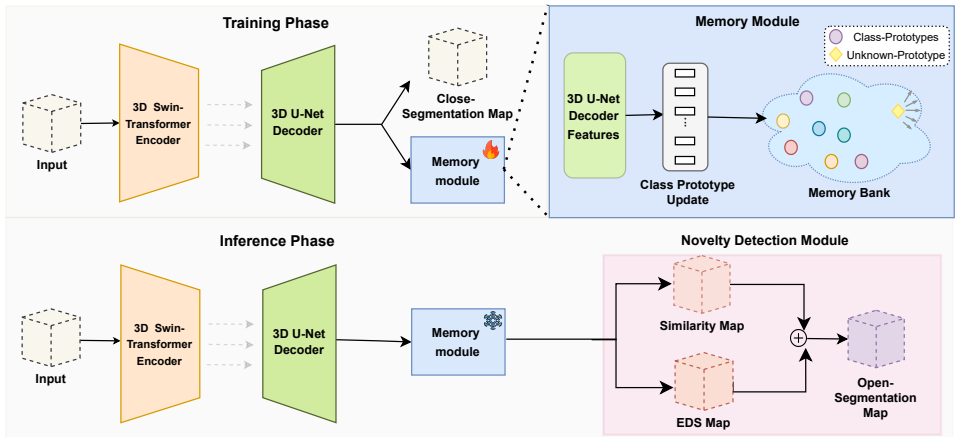 Training Phase
Input
3D Swin-
Transformer
Encoder
3D U-Net
Decoder
Close-
Segmentation Map
Memory
module
Memory Module
3D U-Net
Decoder
Features
Class Prototype
Update
Class-Prototypes
Unknown-Prototype
Memory Bank
Inference Phase
Input
3D Swin-
Transformer
Encoder
3D U-Net
Decoder
Memory
module
Novelty Detection Module
Similarity Map
EDS Map
Open-
Segmentation
Map